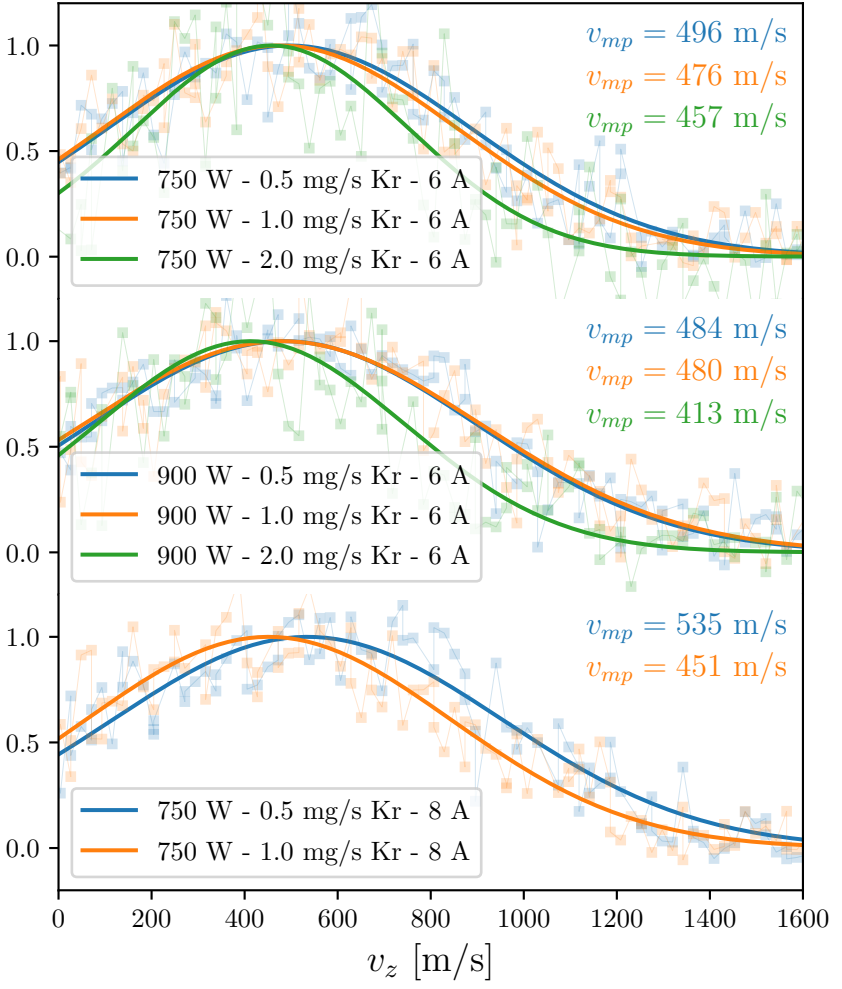 1.0
0.5
0.0
v_mp = 496 m/s
v_mp = 476 m/s
v_mp = 457 m/s
750 W - 0.5 mg/s Kr - 6 A
750 W - 1.0 mg/s Kr - 6 A
750 W - 2.0 mg/s Kr - 6 A
1.0
0.5
0.0
v_mp = 484 m/s
v_mp = 480 m/s
v_mp = 413 m/s
900 W - 0.5 mg/s Kr - 6 A
900 W - 1.0 mg/s Kr - 6 A
900 W - 2.0 mg/s Kr - 6 A
1.0
0.5
0.0
v_mp = 535 m/s
v_mp = 451 m/s
750 W - 0.5 mg/s Kr - 8 A
750 W - 1.0 mg/s Kr - 8 A
0 200 400 600 800 1000 1200 1400 1600
v_z [m/s]